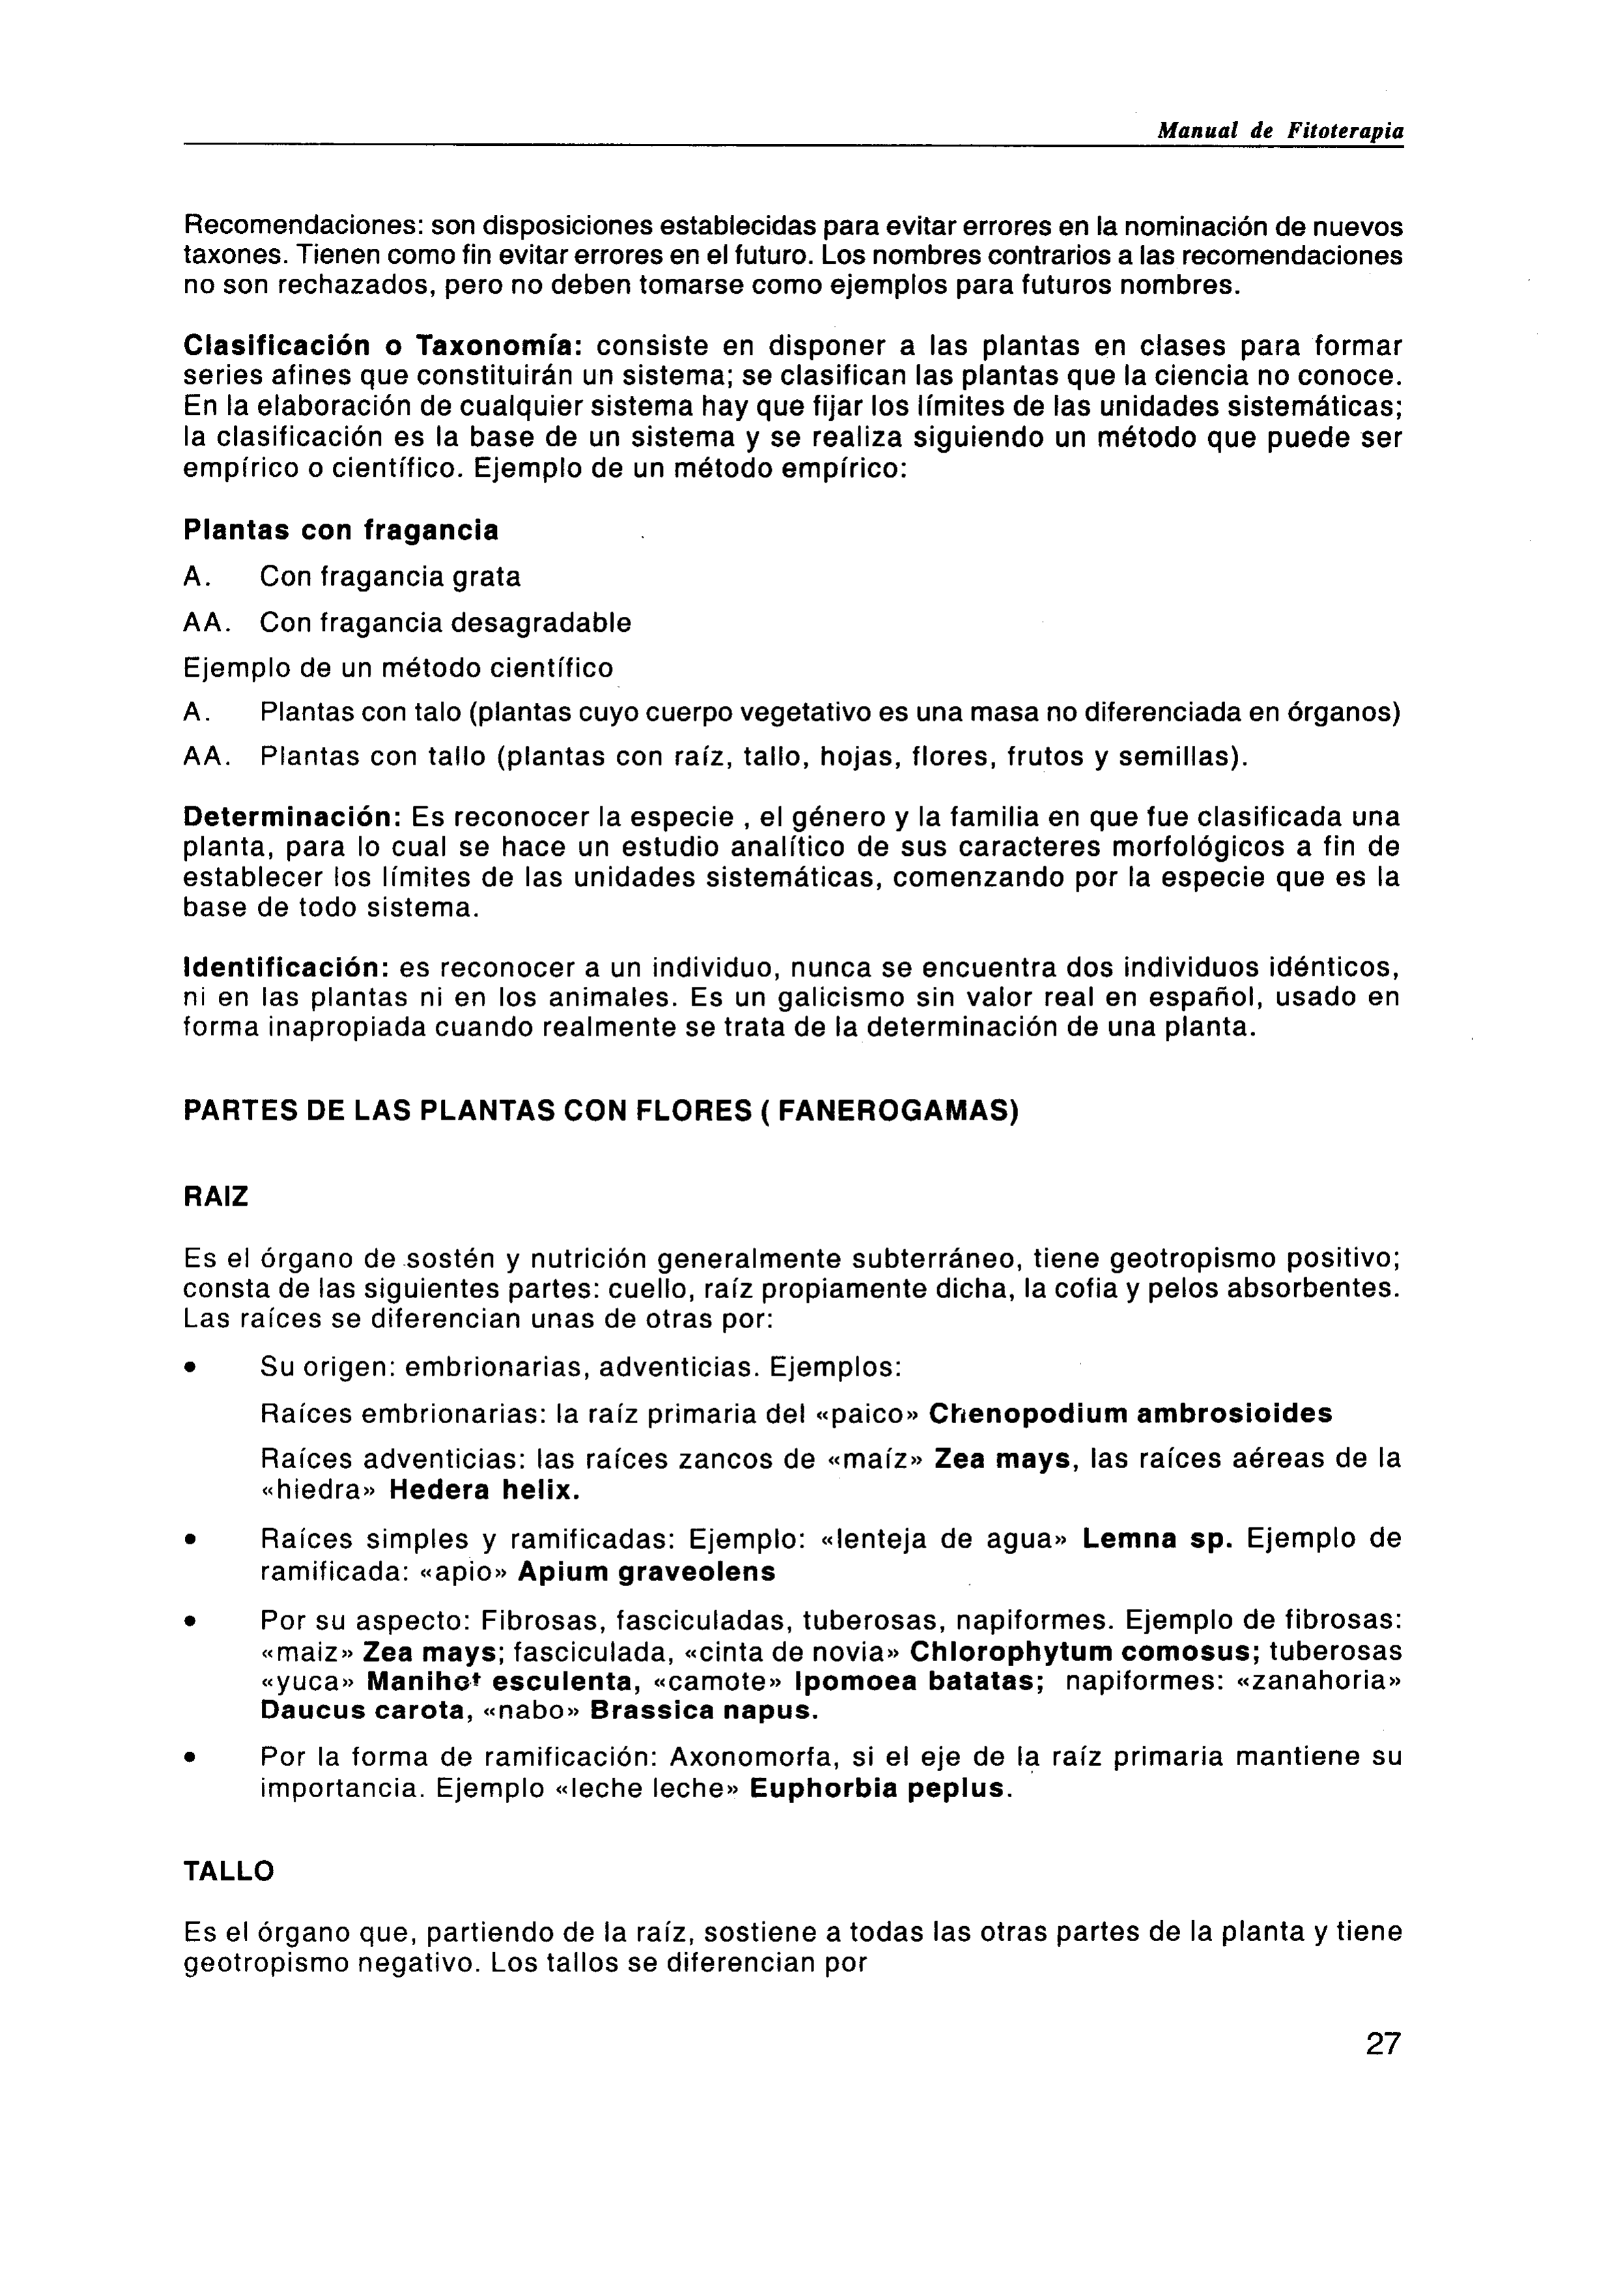 Manual de Fitoterapia
Recomendaciones: son disposiciones establecidas para evitar errores en la nominación de nuevos
taxones. Tienen como fin evitar errores en el futuro. Los nombres contrarios a las recomendaciones
no son rechazados, pero no deben tomarse como ejemplos para futuros nombres.
Clasificación o Taxonomía: consiste en disponer a las plantas en clases para formar
series afines que constituirán un sistema; se clasifican las plantas que la ciencia no conoce.
En la elaboración de cualquier sistema hay que fijar los límites de las unidades sistemáticas;
la clasificación es la base de un sistema y se realiza siguiendo un método que puede ser
empírico o científico. Ejemplo de un método empírico:
Plantas con fragancia
A. Con fragancia grata
AA. Con fragancia desagradable
Ejemplo de un método científico
A. Plantas con talo (plantas cuyo cuerpo vegetativo es una masa no diferenciada en órganos)
AA. Plantas con tallo (plantas con raíz, tallo, hojas, flores, frutos y semillas).
Determinación: Es reconocer la especie , el género y la familia en que fue clasificada una
planta, para lo cual se hace un estudio analítico de sus caracteres morfológicos a fin de
establecer los límites de las unidades sistemáticas, comenzando por la especie que es la
base de todo sistema.
Identificación: es reconocer a un individuo, nunca se encuentra dos individuos idénticos,
ni en las plantas ni en los animales. Es un galicismo sin valor real en español, usado en
forma inapropiada cuando realmente se trata de la determinación de una planta.
PARTES DE LAS PLANTAS CON FLORES ( FANEROGAMAS)
RAIZ
Es el órgano de sostén y nutrición generalmente subterráneo, tiene geotropismo positivo;
consta de las siguientes partes: cuello, raíz propiamente dicha, la cofia y pelos absorbentes.
Las raíces se diferencian unas de otras por:
• Su origen: embrionarias, adventicias. Ejemplos:
Raíces embrionarias: la raíz primaria del «paico» Chenopodium ambrosioides
Raíces adventicias: las raíces zancos de «maíz» Zea mays, las raíces aéreas de la
«hiedra» Hedera helix.
• Raíces simples y ramificadas: Ejemplo: «lenteja de agua» Lemna sp. Ejemplo de
ramificada: «apio» Apium graveolens
• Por su aspecto: Fibrosas, fasciculadas, tuberosas, napiformes. Ejemplo de fibrosas:
«maiz» Zea mays; fasciculada, «cinta de novia» Chlorophytum comosus; tuberosas
«yuca» Manihot esculenta, «camote» Ipomoea batatas; napiformes: «zanahoria»
Daucus carota, «nabo» Brassica napus.
• Por la forma de ramificación: Axonomorfa, si el eje de la raíz primaria mantiene su
importancia. Ejemplo «leche leche» Euphorbia peplus.
TALLO
Es el órgano que, partiendo de la raíz, sostiene a todas las otras partes de la planta y tiene
geotropismo negativo. Los tallos se diferencian por
27